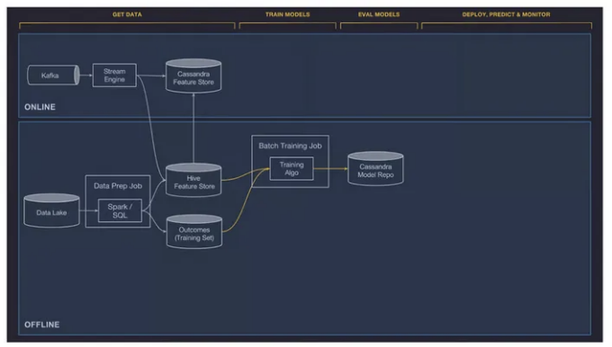 GET DATA
TRAIN MODELS
EVAL MODELS
DEPLOY, PREDICT & MONITOR
Kafka
Stream
Engine
Cassandra
Feature Store
ONLINE
Batch Training Job
Training
Algo
Cassandra
Model Repo
Hive
Feature Store
Data Prep Job
Spark /
SQL
Data Lake
Outcomes
(Training Set)
OFFLINE